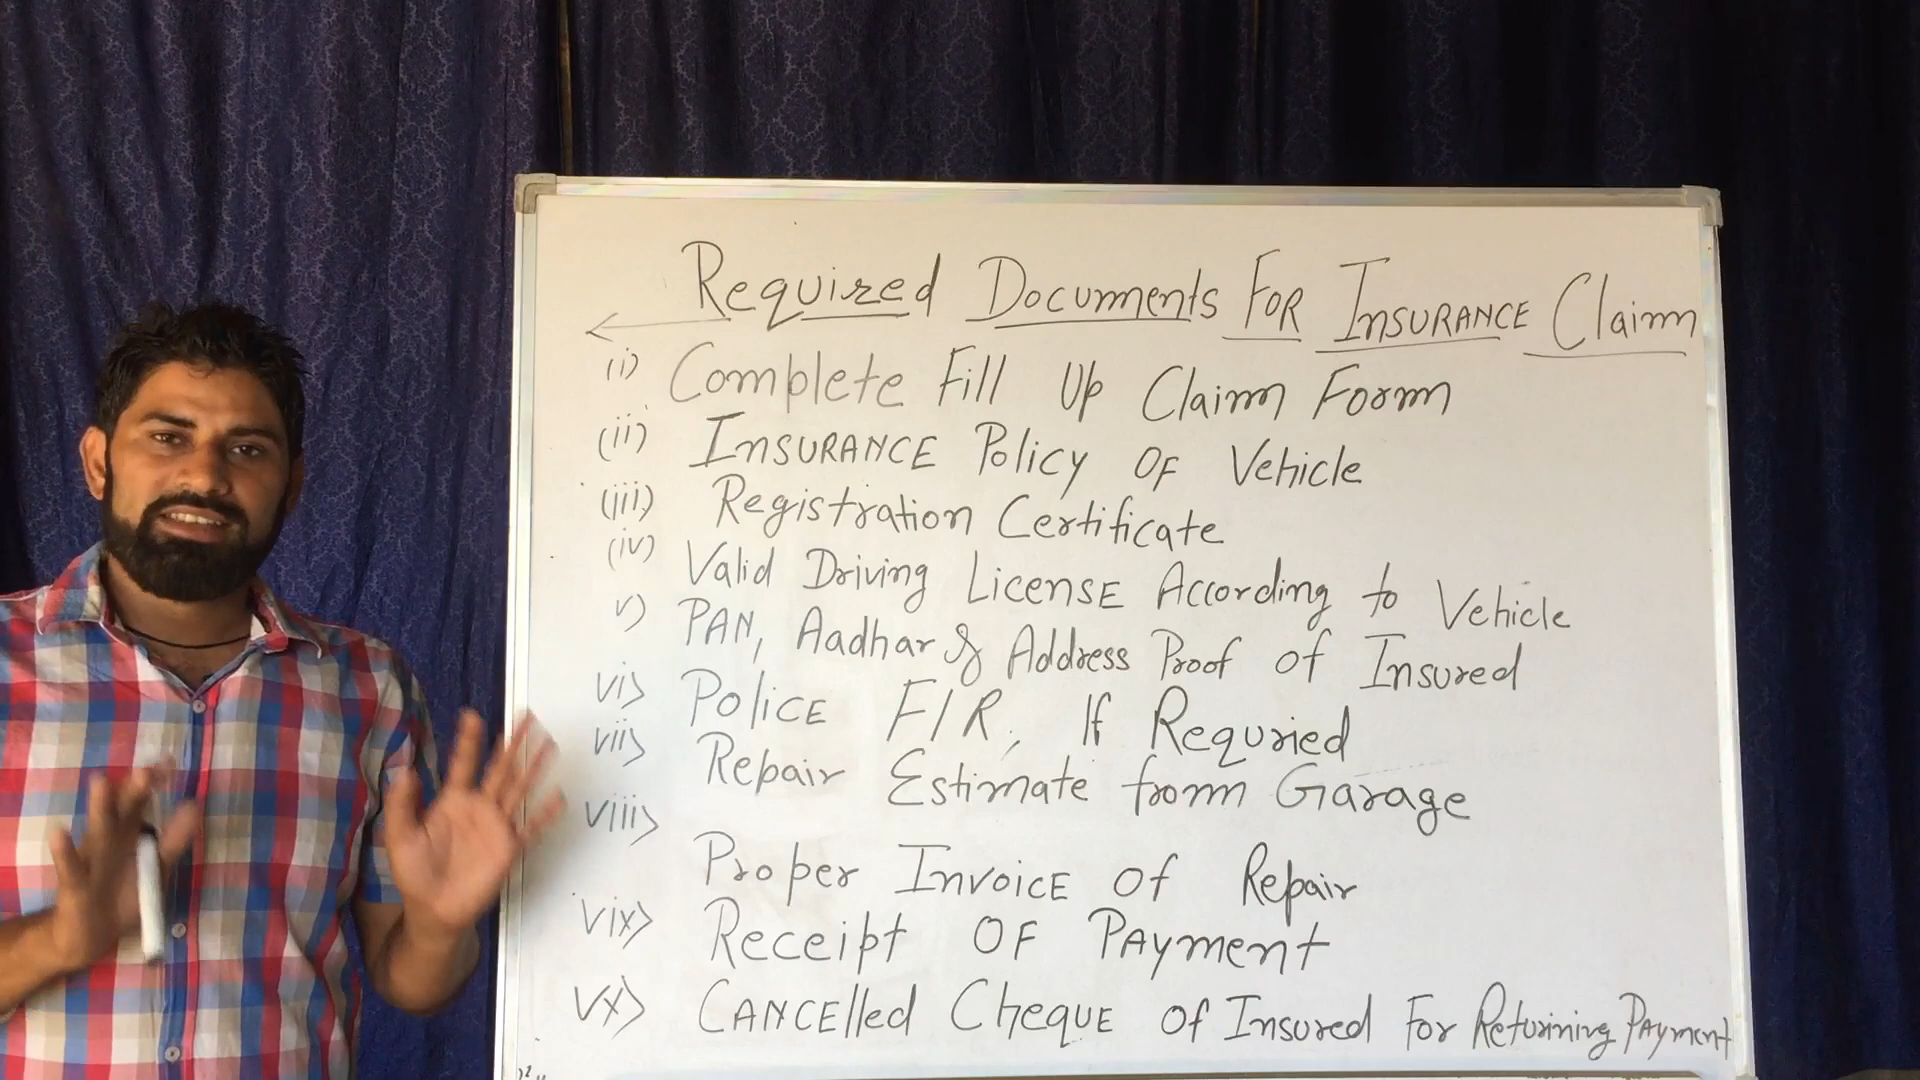 Required Documents FOR INSURANCE Claim
(i) Complete Fill Up Claim Form
(ii) INSURANCE Policy OF Vehicle
(iii) Registration Certificate
(iv) Valid Driving LicensE According to Vehicle
v) PAN, Aadhar & Address Proof of Insured
vi) PolicE F/R, If Requried
vii) Repair Estimate from Garage
viii)
Proper InvoicE Of Repair
vix) Receipt OF PAyment
vx) CANCElled ChequE Of Insured For Returining PAyment